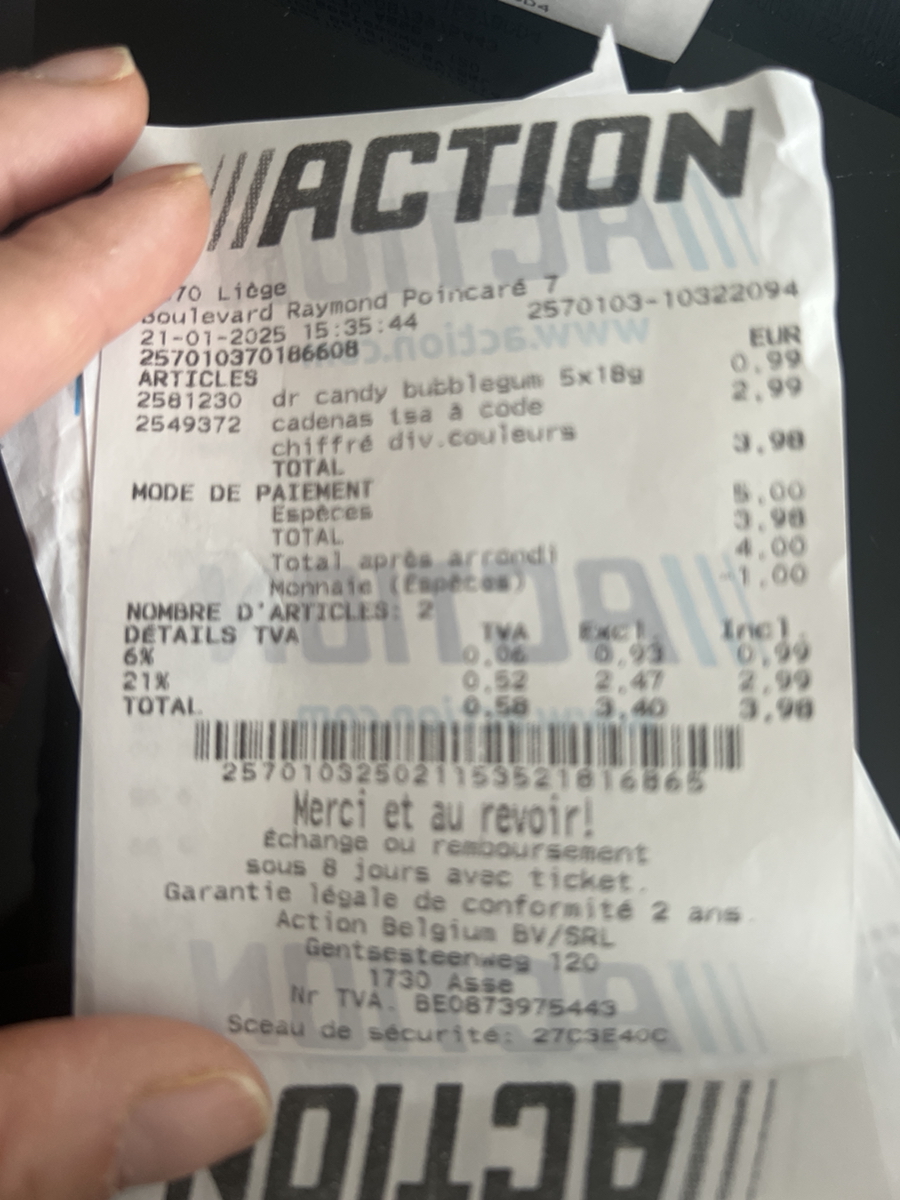 ACTION
70 Liège
Boulevard Raymond Poincaré 7
21-01-2025 15:35:44 2570103-10322094
257010370186608 EUR
ARTICLES
2581230 dr candy bubblegum 5x18g 0.99
2549372 cadenas tsa à code 2.99
chiffré div.couleurs
TOTAL 3.98
MODE DE PAIEMENT
Espèces 5.00
TOTAL 3.98
Total après arrondi 4.00
Monnaie (Espèces) -1.00
NOMBRE D'ARTICLES: 2
DÉTAILS TVA TVA Excl. Incl.
6% 0.06 0.93 0.99
21% 0.52 2.47 2.99
TOTAL 0.58 3.40 3.98
257010325021153521816865
Merci et au revoir!
Échange ou remboursement
sous 8 jours avec ticket.
Garantie légale de conformité 2 ans.
Action Belgium BV/SRL
Gentsesteenweg 120
1730 Asse
Nr TVA. BE0873975443
Sceau de sécurité: 27C3E40C
ACTION